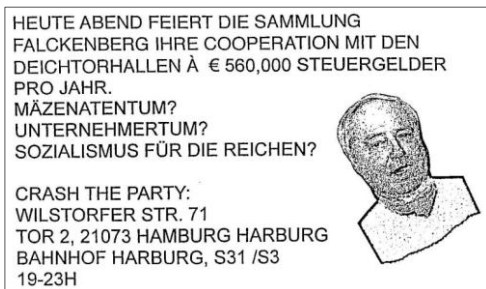 HEUTE ABEND FEIERT DIE SAMMLUNG
FALCKENBERG IHRE COOPERATION MIT DEN
DEICHTORHALLEN À € 560,000 STEUERGELDER
PRO JAHR.
MÄZENATENTUM?
UNTERNEHMERTUM?
SOZIALISMUS FÜR DIE REICHEN?
CRASH THE PARTY:
WILSTORFER STR. 71
TOR 2, 21073 HAMBURG HARBURG
BAHNHOF HARBURG, S31 /S3
19-23H